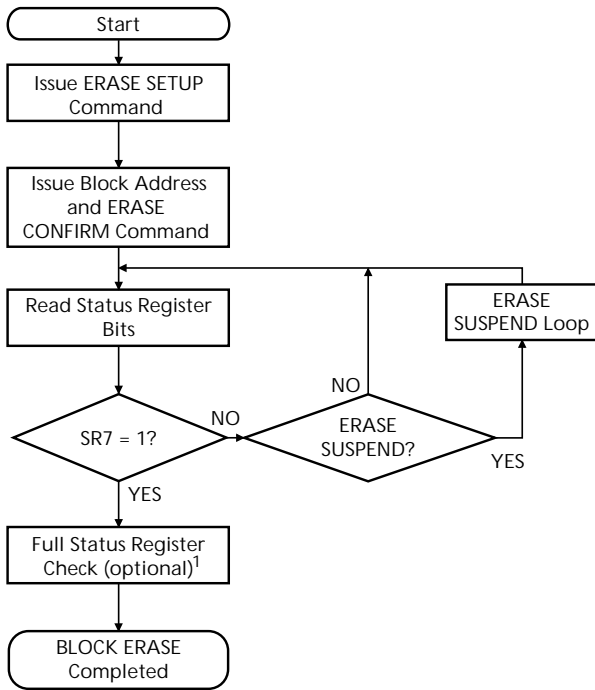 Start
Issue ERASE SETUP
Command
Issue Block Address
and ERASE
CONFIRM Command
Read Status Register
Bits
ERASE
SUSPEND Loop
NO
SR7 = 1?
NO
ERASE
SUSPEND?
YES
YES
Full Status Register
Check (optional)1
BLOCK ERASE
Completed